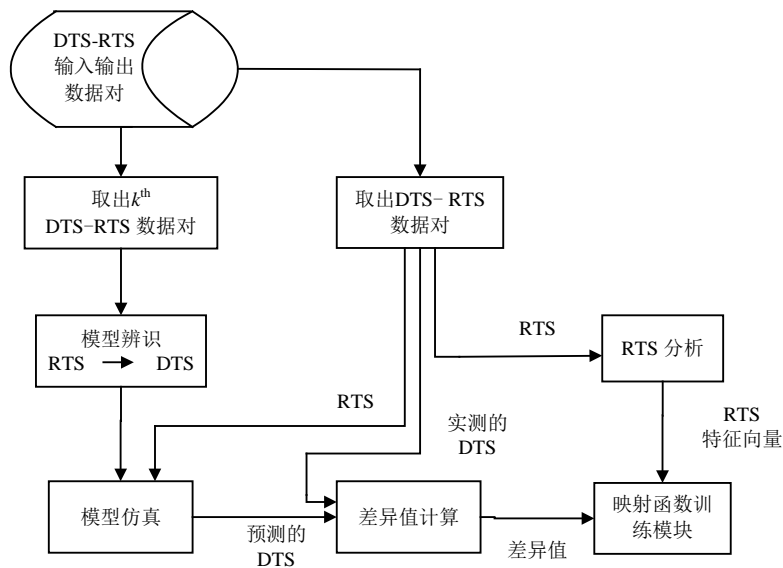 DTS-RTS
输入输出
数据对
取出kth
DTS-RTS 数据对
取出DTS- RTS
数据对
模型辨识
RTS DTS
RTS
RTS 分析
RTS
实测的
DTS
RTS
特征向量
模型仿真
预测的
DTS
差异值计算
差异值
映射函数训
练模块